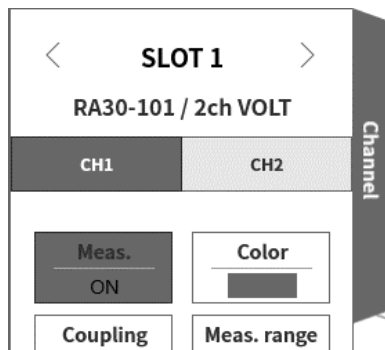 SLOT 1
RA30-101 / 2ch VOLT
CH1 CH2
Channel
Meas. Color
ON
Coupling Meas. range